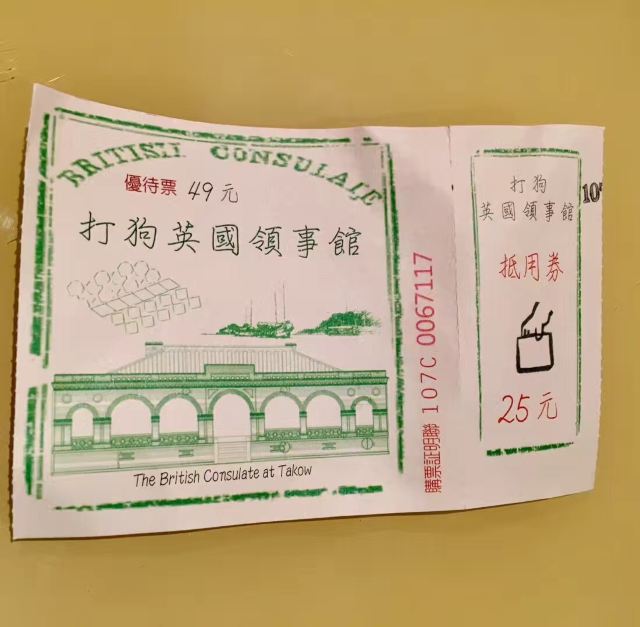 BRITISH CONSULATE
優待票 49元
打狗英國領事館
The British Consulate at Takow
購票証明聯 107C 0067117
打狗
英國領事館
抵用券
25元